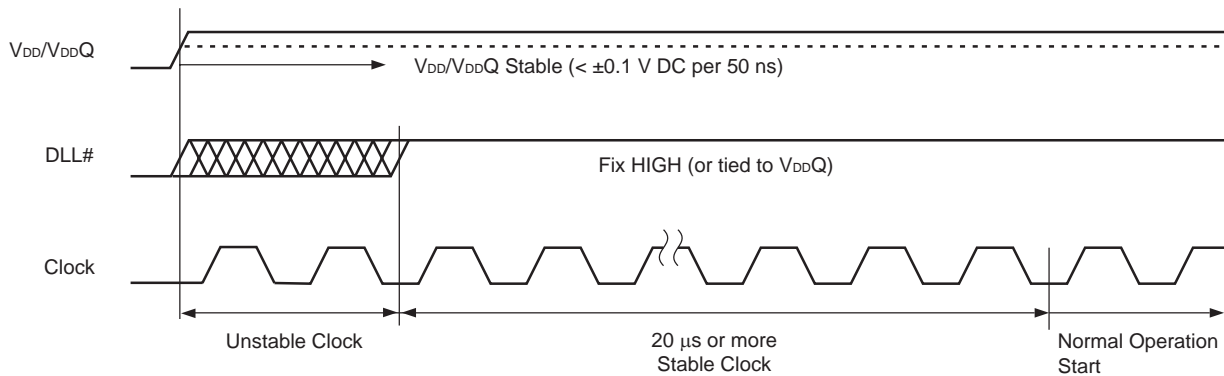 VDD/VDDQ
VDD/VDDQ Stable (< ±0.1 V DC per 50 ns)
DLL#
Fix HIGH (or tied to VDDQ)
Clock
Unstable Clock
20 μs or more
Stable Clock
Normal Operation
Start